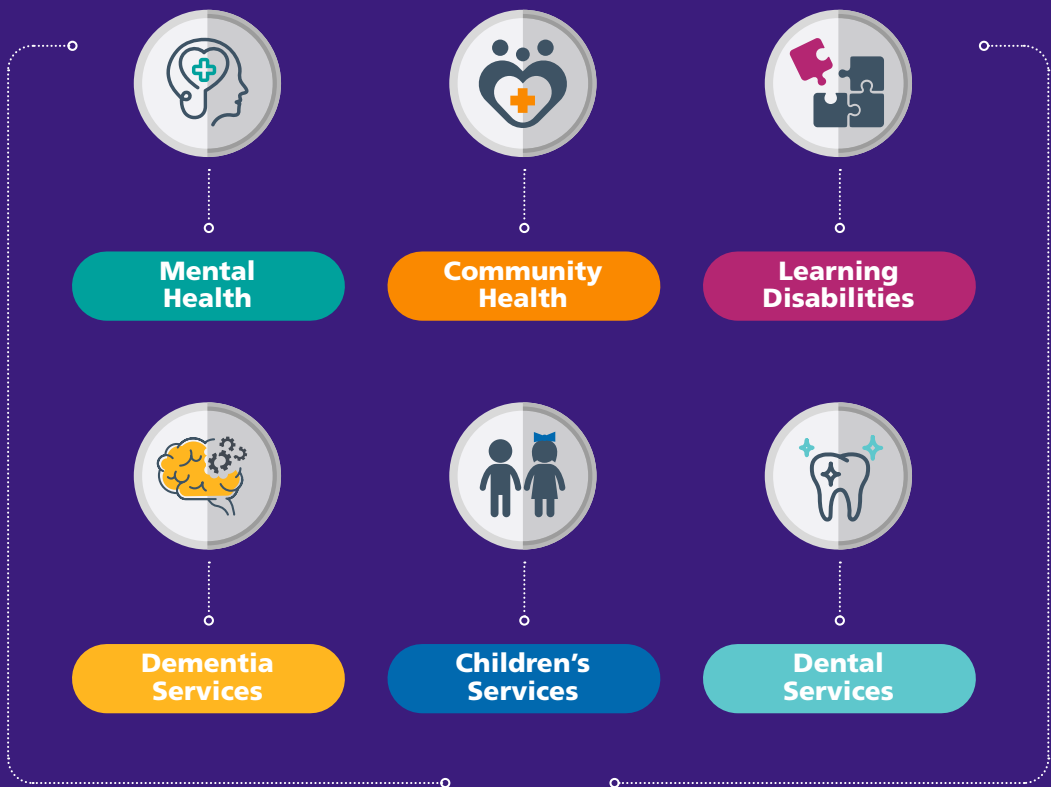 Mental
Health
Community
Health
Learning
Disabilities
Dementia
Services
Children’s
Services
Dental
Services